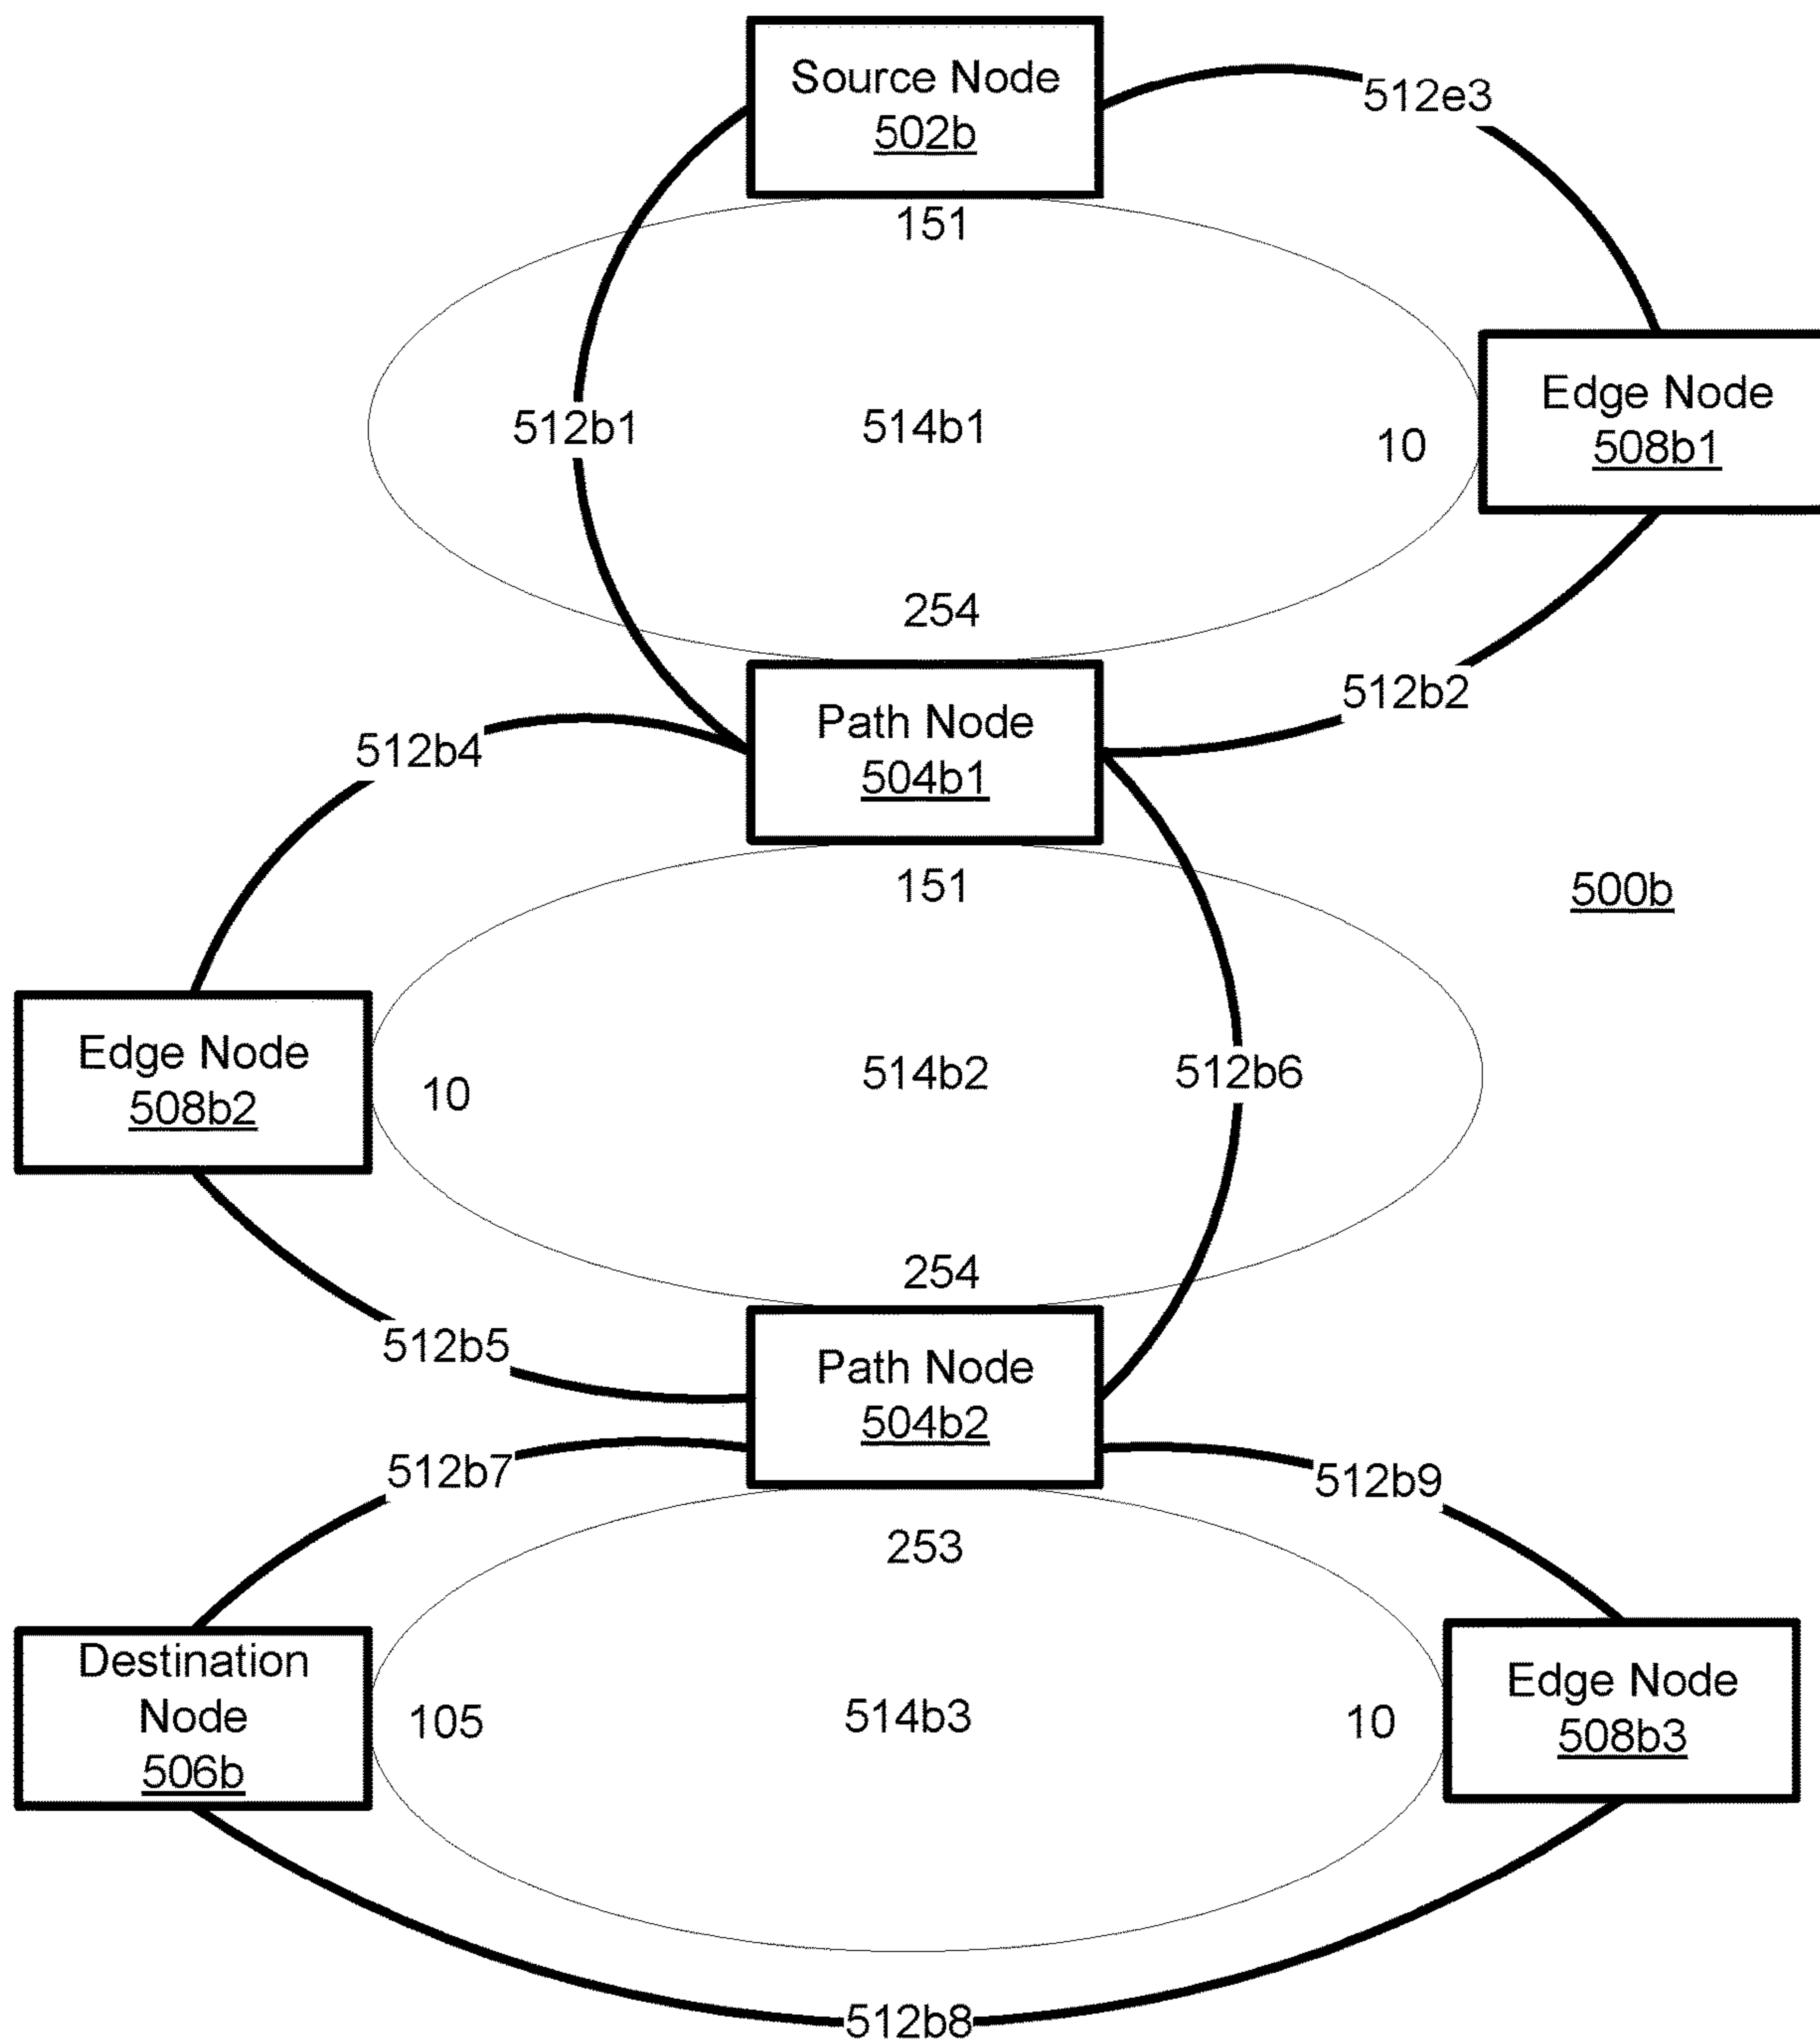 Source Node
502b
512e3
151
512b1
514b1
10
Edge Node
508b1
254
512b2
512b4
Path Node
504b1
151
500b
Edge Node
508b2
10
514b2
512b6
254
512b5
Path Node
504b2
512b7
512b9
253
Destination
Node
506b
105
514b3
10
Edge Node
508b3
512b8